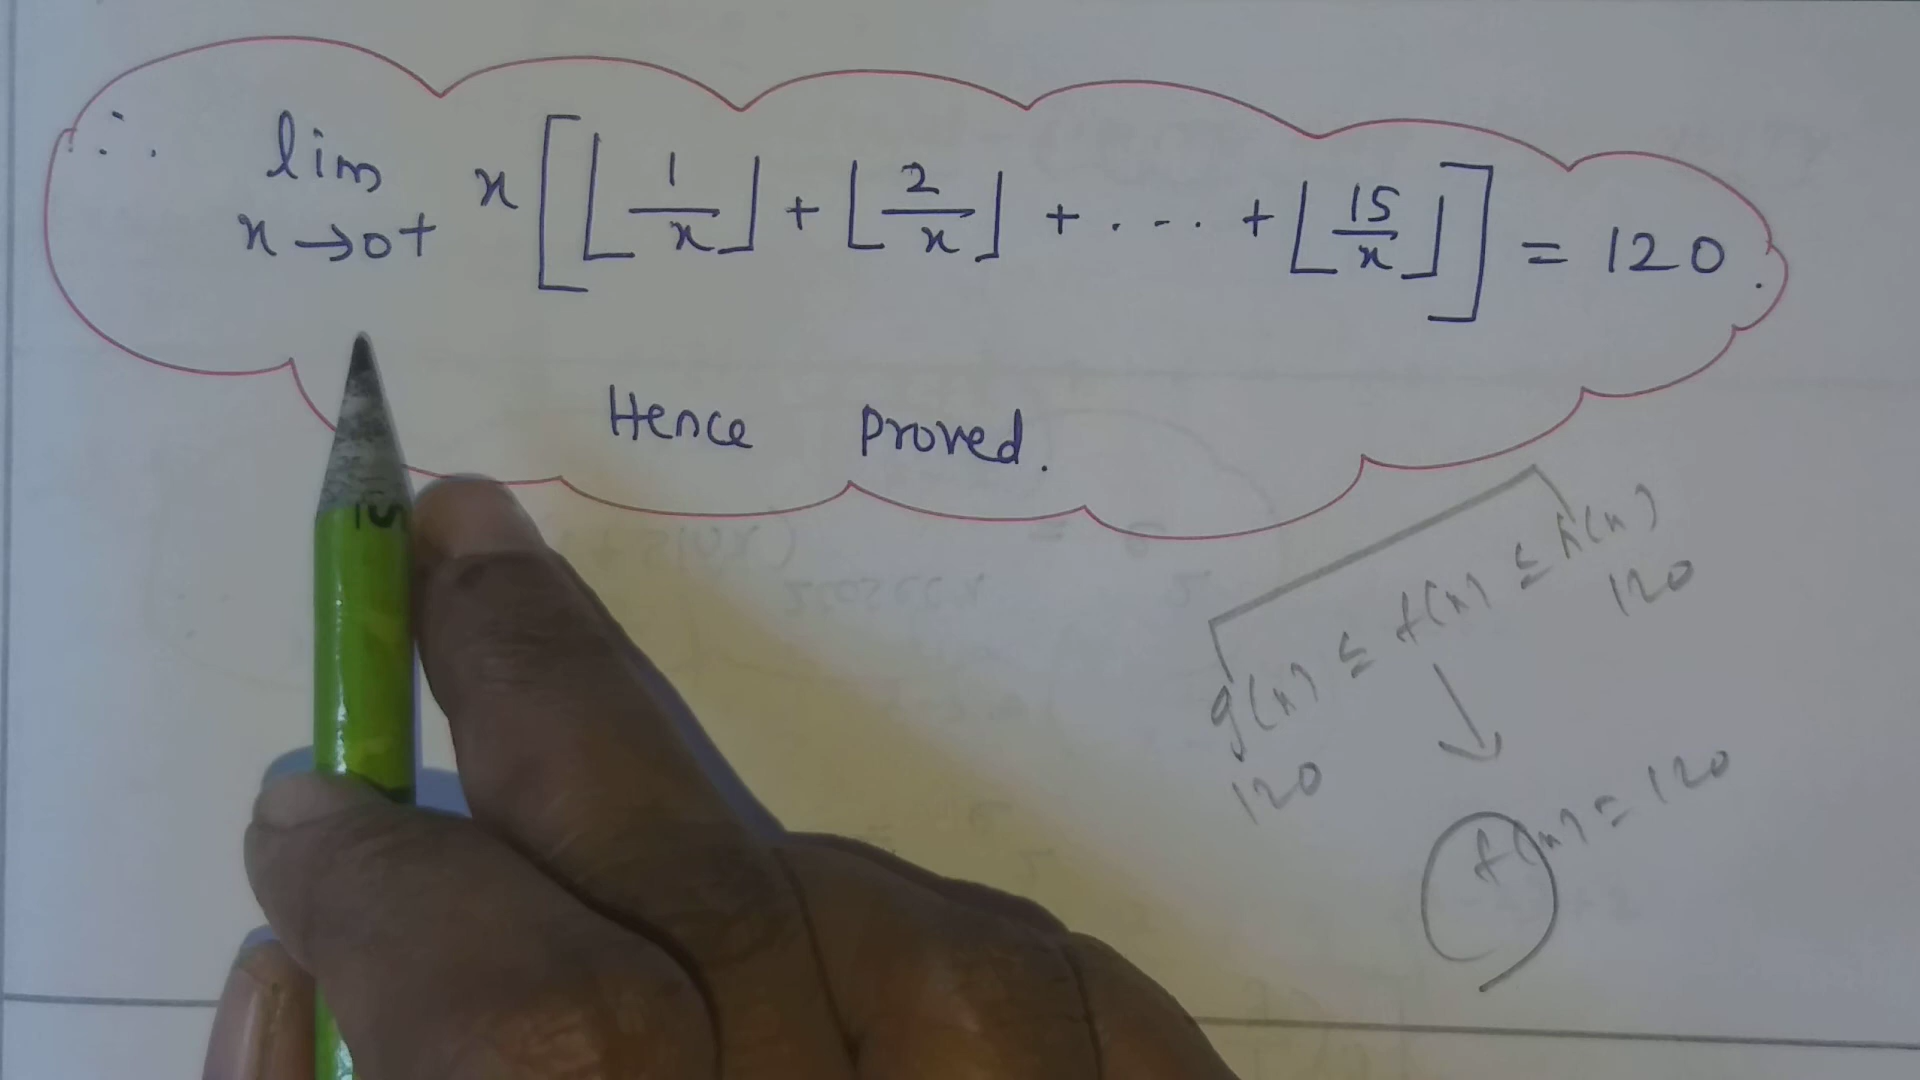 ∴ lim x→0+ x[⌊1/x⌋ + ⌊2/x⌋ + . - - . + ⌊15/x⌋] = 120.
Hence proved.
g(x) ≤ f(x) ≤ h(x)
120 120
f(x) = 120